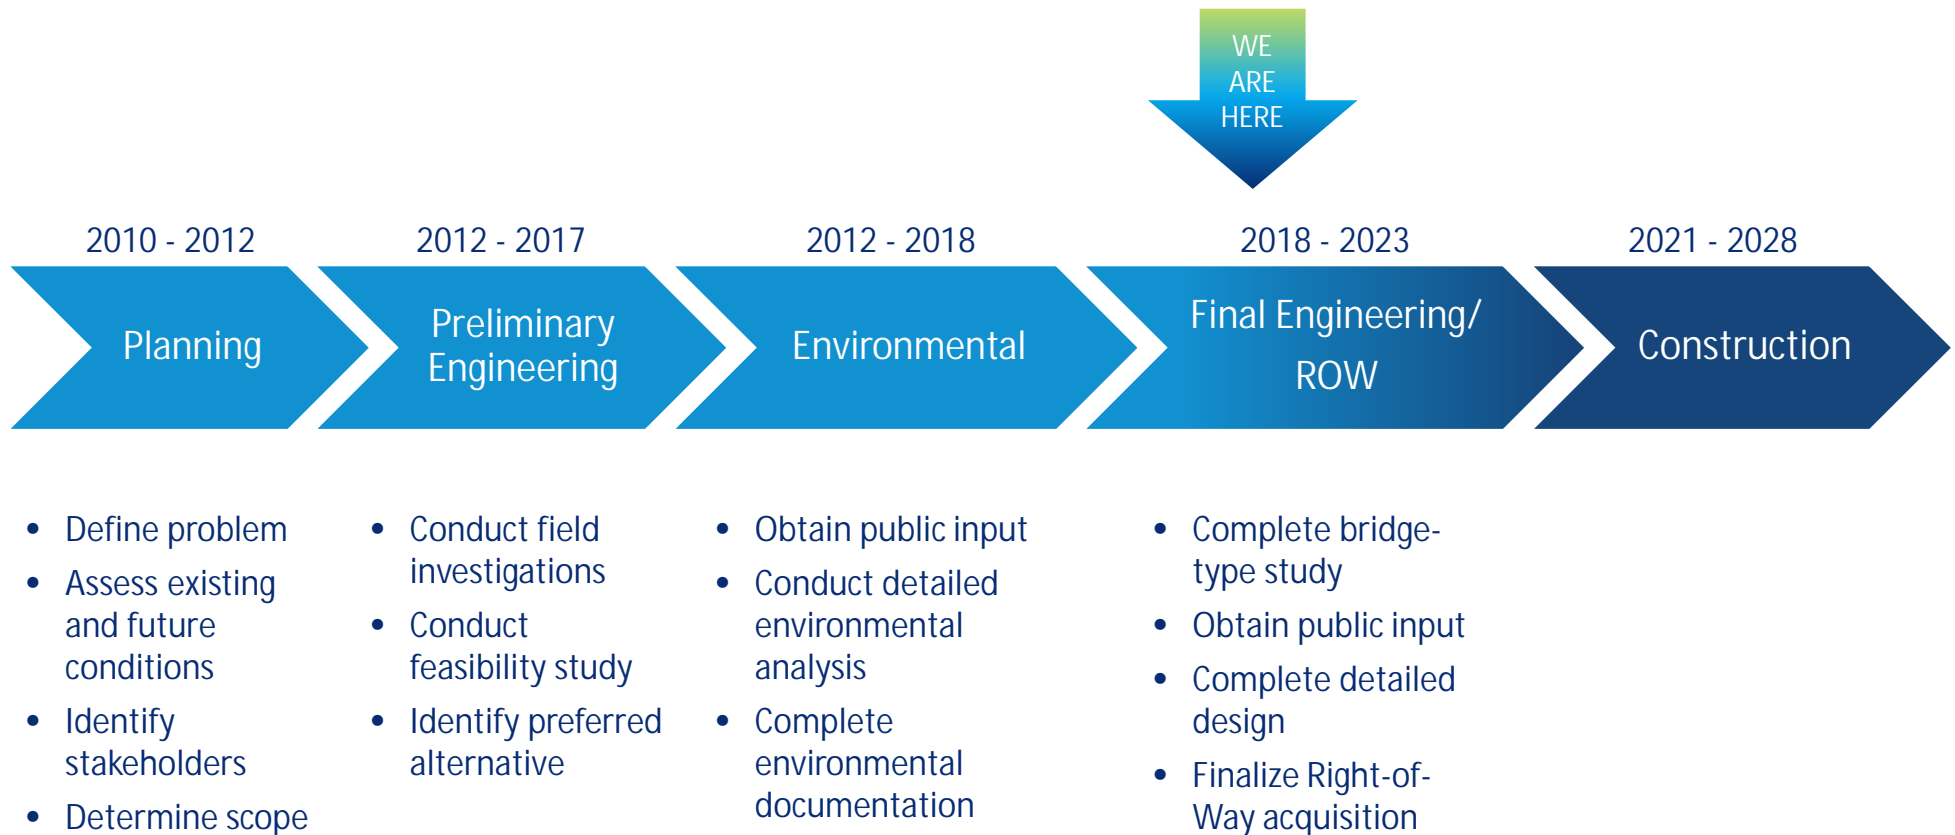 WE
ARE
HERE
2010 - 2012
2012 - 2017
2012 - 2018
2018 - 2023
2021 - 2028
Planning
Preliminary
Engineering
Environmental
Final Engineering/
ROW
Construction
• Define problem
• Assess existing
and future
conditions
• Identify
stakeholders
• Determine scope
• Conduct field
investigations
• Conduct
feasibility study
• Identify preferred
alternative
• Obtain public input
• Conduct detailed
environmental
analysis
• Complete
environmental
documentation
• Complete bridge-
type study
• Obtain public input
• Complete detailed
design
• Finalize Right-of-
Way acquisition